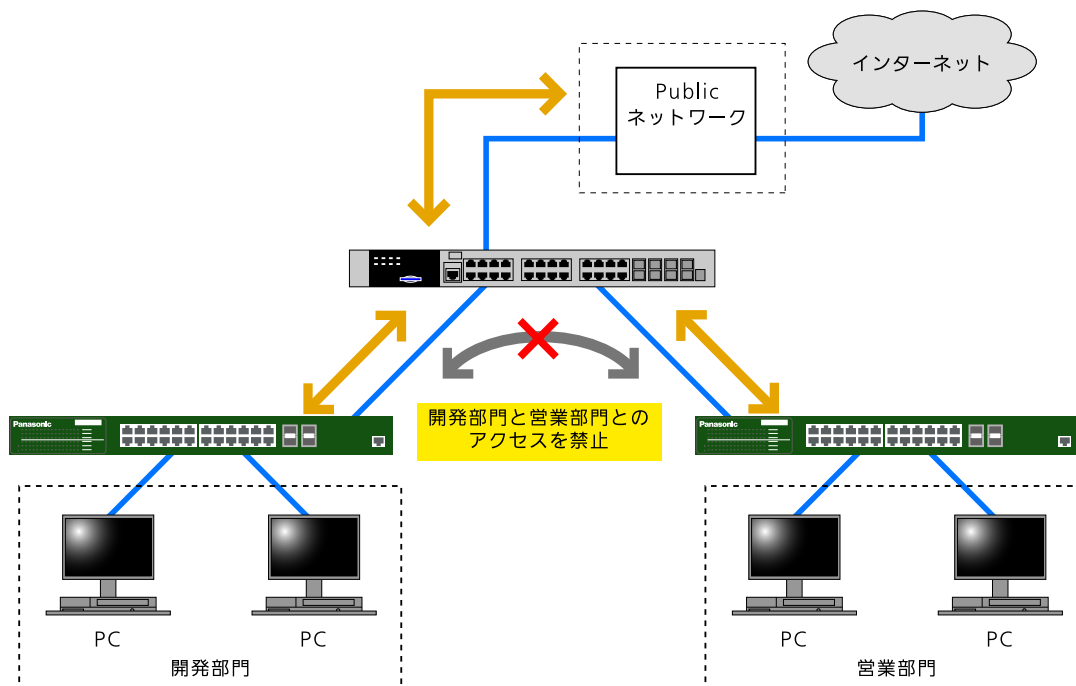 インターネット
Public
ネットワーク
Panasonic
開発部門と営業部門との
アクセスを禁止
Panasonic
PC
PC
PC
PC
開発部門
営業部門